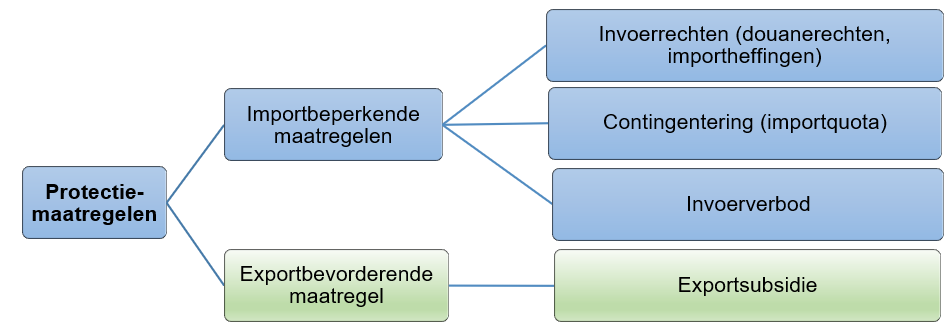 Protectie-
maatregelen
Importbeperkende
maatregelen
Invoerrechten (douanerechten,
importheffingen)
Contingentering (importquota)
Invoerverbod
Exportbevorderende
maatregel
Exportsubsidie